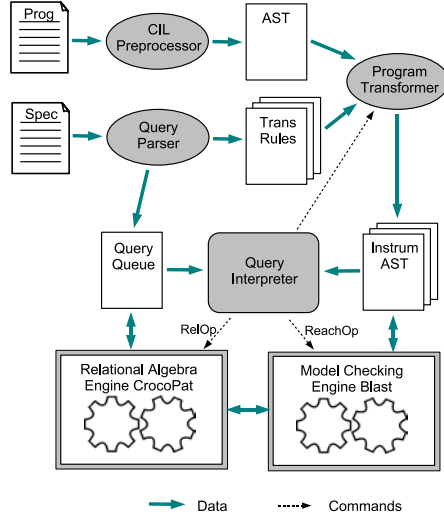 Prog
CIL
Preprocessor
AST
Program
Transformer
Spec
Query
Parser
Trans
Rules
Query
Queue
Query
Interpreter
Instrum
AST
RelOp
ReachOp
Relational Algebra
Engine CrocoPat
Model Checking
Engine Blast
Data
Commands